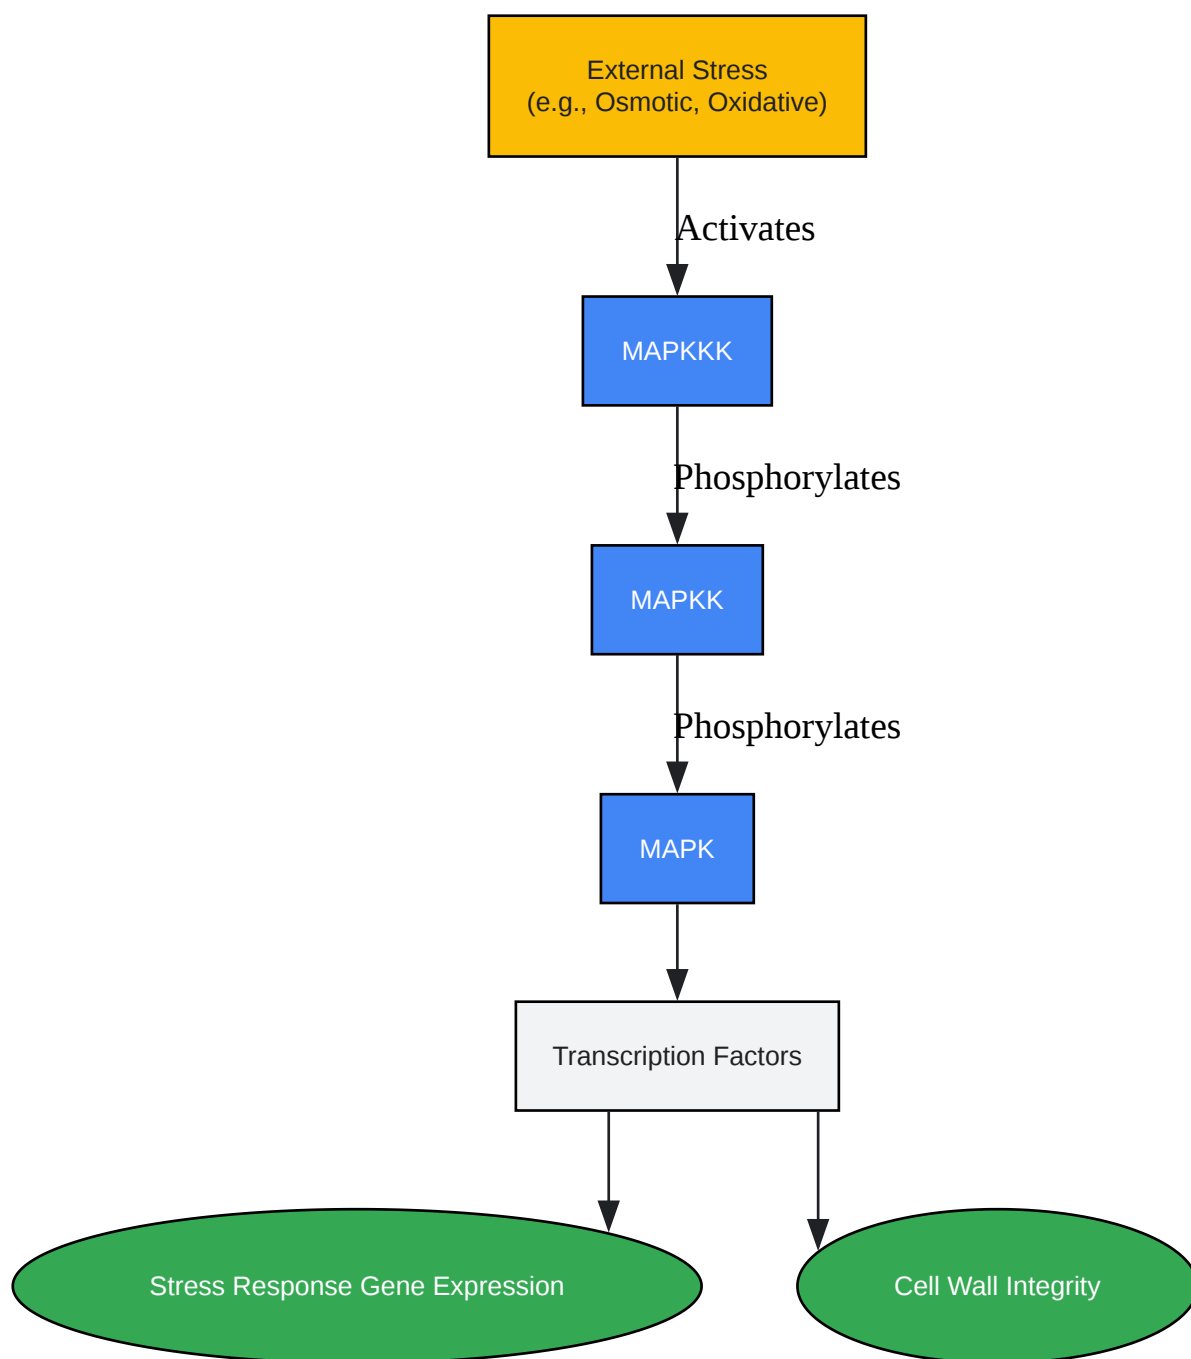 External Stress
(e.g., Osmotic, Oxidative)
Activates
MAPKKK
Phosphorylates
MAPKK
Phosphorylates
MAPK
Transcription Factors
Stress Response Gene Expression
Cell Wall Integrity